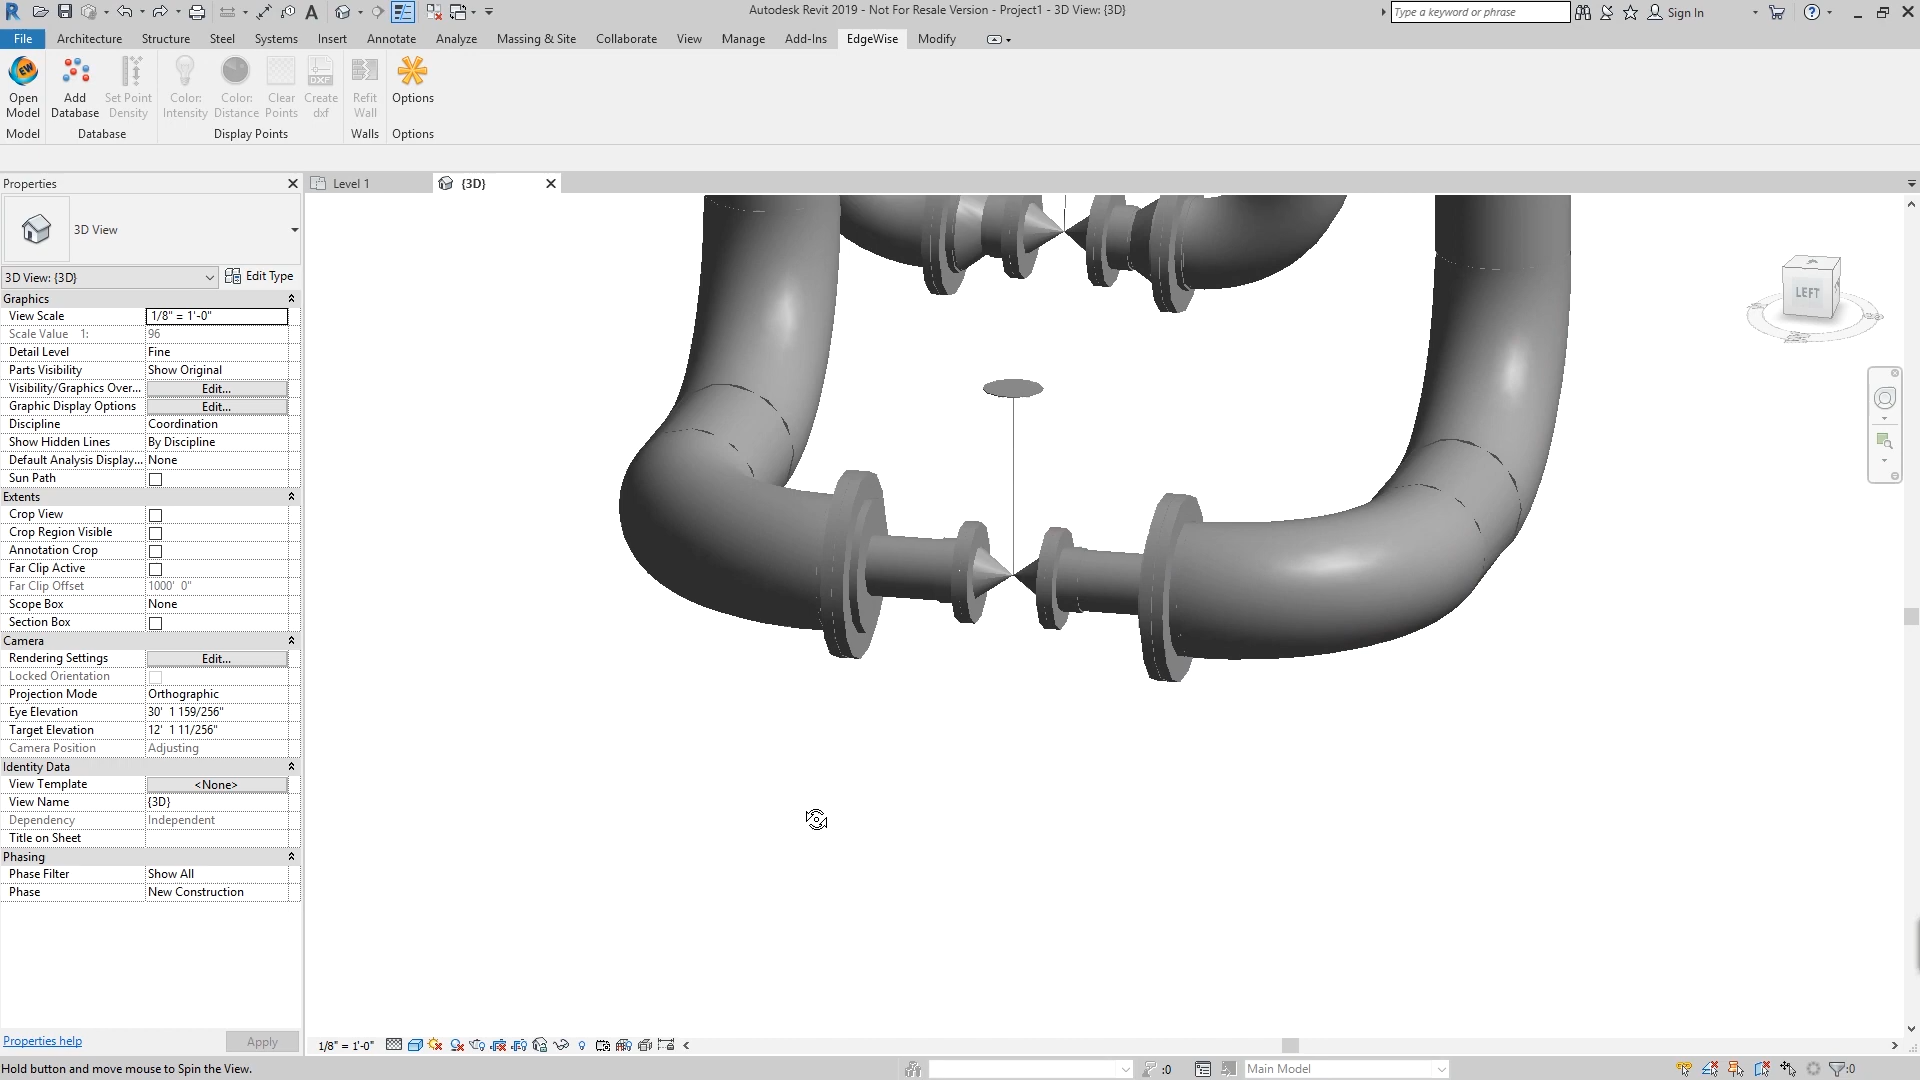 Autodesk Revit 2019 - Not For Resale Version - Project1 - 3D View: {3D}
Type a keyword or phrase
Sign In
File Architecture Structure Steel Systems Insert Annotate Analyze Massing & Site Collaborate View Manage Add-Ins EdgeWise Modify
Open Model
Add Database
Set Point Density
Color: Intensity
Color: Distance
Clear Points
Create dxf
Refit Wall
Options
Model Database Display Points Walls Options
Properties
Level 1
{3D}
3D View
3D View: {3D}
Edit Type
Graphics
View Scale 1/8" = 1'-0"
Scale Value 1: 96
Detail Level Fine
Parts Visibility Show Original
Visibility/Graphics Over... Edit...
Graphic Display Options Edit...
Discipline Coordination
Show Hidden Lines By Discipline
Default Analysis Display... None
Sun Path
Extents
Crop View
Crop Region Visible
Annotation Crop
Far Clip Active
Far Clip Offset 1000' 0"
Scope Box None
Section Box
Camera
Rendering Settings Edit...
Locked Orientation
Projection Mode Orthographic
Eye Elevation 30' 1 159/256"
Target Elevation 12' 1 11/256"
Camera Position Adjusting
Identity Data
View Template <None>
View Name {3D}
Dependency Independent
Title on Sheet
Phasing
Phase Filter Show All
Phase New Construction
LEFT
Properties help
Apply
1/8" = 1'-0"
Hold button and move mouse to Spin the View.
:0
Main Model
:0